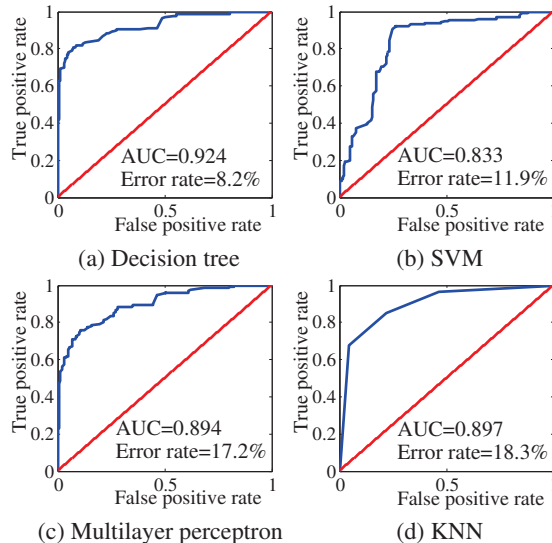 1
0.8
0.6
0.4
0.2
0
0
0.5
1
True positive rate
AUC=0.924
Error rate=8.2%
False positive rate
(a) Decision tree
1
0.8
0.6
0.4
0.2
0
0
0.5
True positive rate
AUC=0.833
Error rate=11.9%
False positive rate
(b) SVM
1
0.8
0.6
0.4
0.2
0
0
0.5
1
True positive rate
AUC=0.894
Error rate=17.2%
False positive rate
(c) Multilayer perceptron
1
0.8
0.6
0.4
0.2
0
0
0.5
True positive rate
AUC=0.897
Error rate=18.3%
False positive rate
(d) KNN